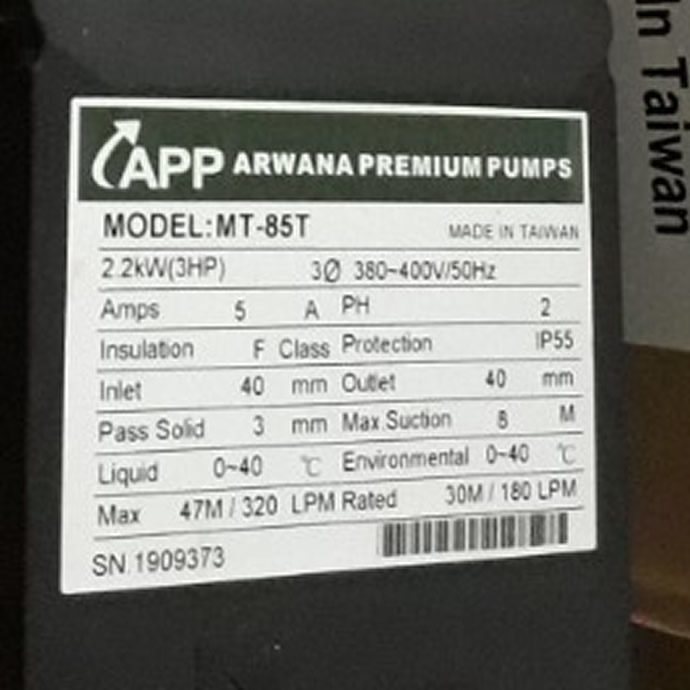 APP ARWANA PREMIUM PUMPS
MODEL:MT-85T MADE IN TAIWAN
2.2kW(3HP) 3Ø 380~400V/50Hz
Amps 5 A PH 2
Insulation F Class Protection IP55
Inlet 40 mm Outlet 40 mm
Pass Solid 3 mm Max.Suction 8 M
Liquid 0~40 ℃ Environmental 0~40 ℃
Max 47M / 320 LPM Rated 30M / 180 LPM
SN.1909373
In Taiwan